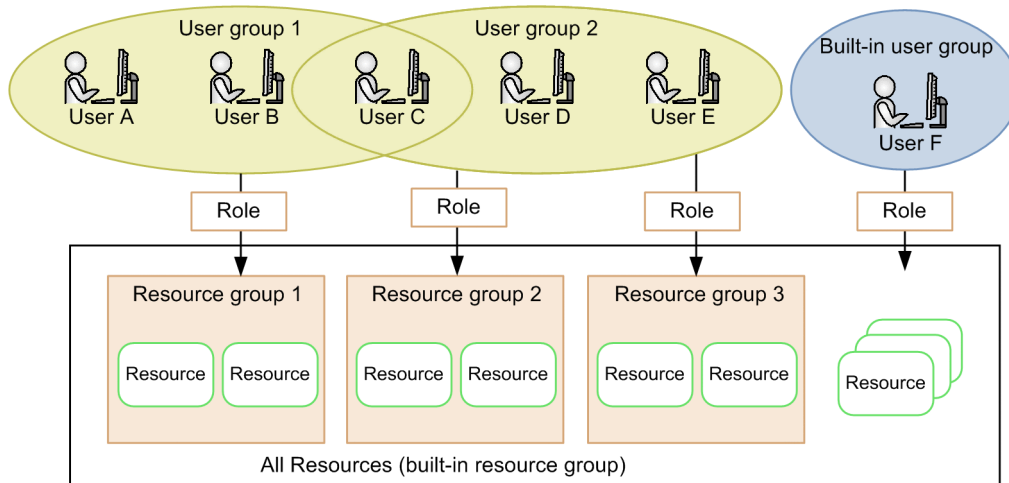 User group 1
User group 2
Built-in user group
User A
User B
User C
User D
User E
User F
Role
Role
Role
Role
Resource group 1
Resource group 2
Resource group 3
Resource
Resource
Resource
Resource
Resource
Resource
Resource
All Resources (built-in resource group)